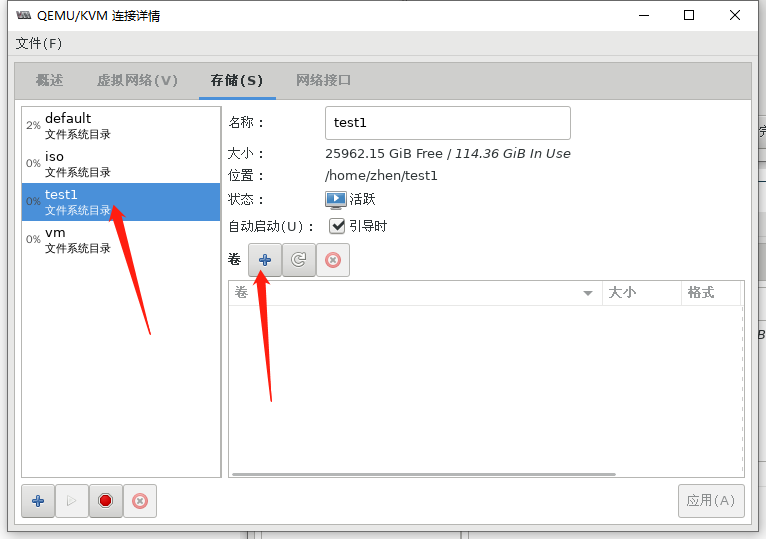 QEMU/KVM 连接详情
文件(F)
概述 虚拟网络(V) 存储(S) 网络接口
2% default
文件系统目录
0% iso
文件系统目录
0% test1
文件系统目录
0% vm
文件系统目录
名称： test1
大小： 25962.15 GiB Free / 114.36 GiB In Use
位置： /home/zhen/test1
状态： 活跃
自动启动(U)： 引导时
卷
卷 大小 格式
应用(A)